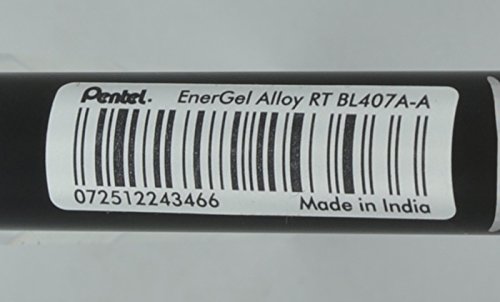 Pentel. EnerGel Alloy RT BL407A-A
072512243466 Made in India